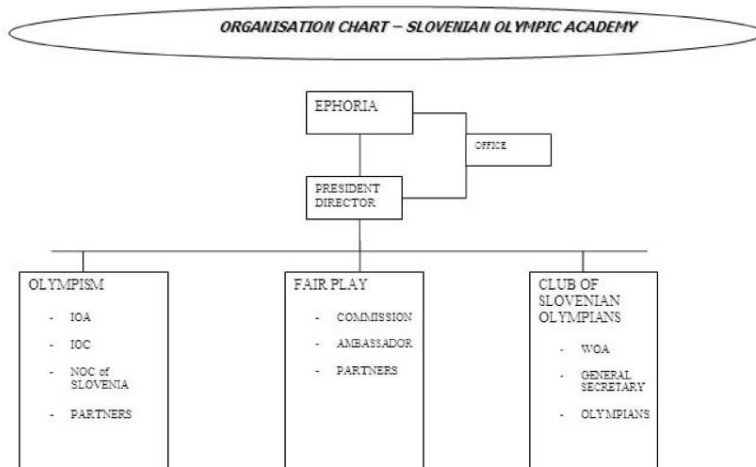 ORGANISATION CHART – SLOVENIAN OLYMPIC ACADEMY
EPHORIA
OFFICE
PRESIDENT
DIRECTOR
OLYMPISM
- IOA
- IOC
- NOC of
SLOVENIA
- PARTNERS
FAIR PLAY
- COMMISSION
- AMBASSADOR
- PARTNERS
CLUB OF
SLOVENIAN
OLYMPIANS
- WOA
- GENERAL
SECRETARY
- OLYMPIANS